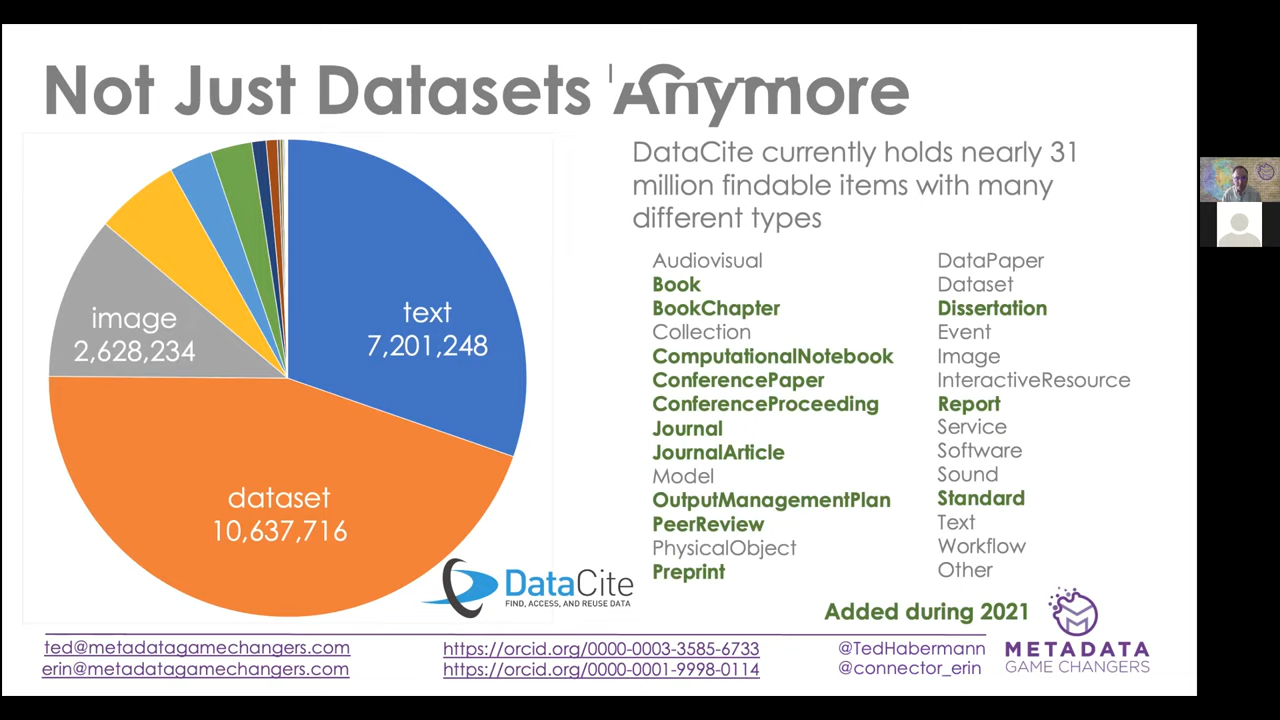 Not Just Datasets Anymore
DataCite currently holds nearly 31
million findable items with many
different types
image
2,628,234
text
7,201,248
dataset
10,637,716
Audiovisual
Book
BookChapter
Collection
ComputationalNotebook
ConferencePaper
ConferenceProceeding
Journal
JournalArticle
Model
OutputManagementPlan
PeerReview
PhysicalObject
Preprint
DataPaper
Dataset
Dissertation
Event
Image
InteractiveResource
Report
Service
Software
Sound
Standard
Text
Workflow
Other
DataCite
FIND, ACCESS, AND REUSE DATA
Added during 2021
ted@metadatagamechangers.com
erin@metadatagamechangers.com
https://orcid.org/0000-0003-3585-6733
https://orcid.org/0000-0001-9998-0114
@TedHabermann
@connector_erin
METADATA
GAME CHANGERS